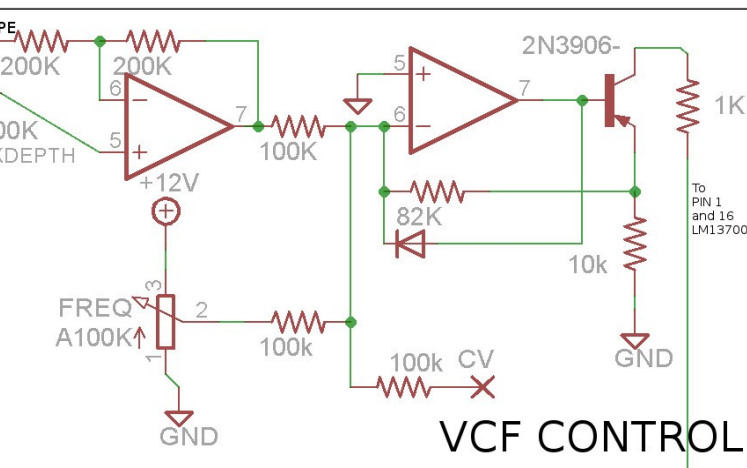 PE
200K
200K
6
5
7
00K
DEPTH
100K
+12V
3
FREQ
2
A100K
1
GND
100k
100k
CV
5
6
7
2N3906-
82K
10k
GND
1K
To
PIN 1
and 16
LM13700
VCF CONTROL